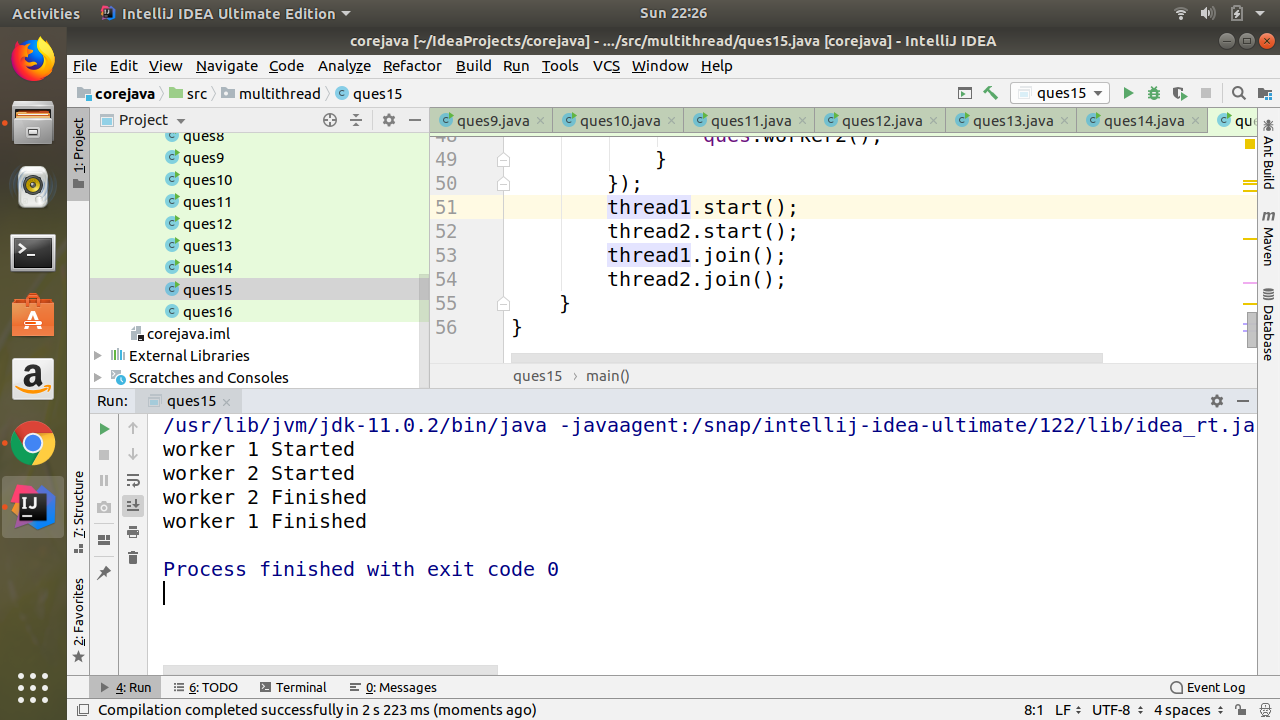 Activities IntelliJ IDEA Ultimate Edition Sun 22:26
corejava [~/IdeaProjects/corejava] - .../src/multithread/ques15.java [corejava] - IntelliJ IDEA
File Edit View Navigate Code Analyze Refactor Build Run Tools VCS Window Help
corejava src multithread ques15 ques15
1: Project
Project
ques9.java ques10.java ques11.java ques12.java ques13.java ques14.java
ques8
ques9
ques10
ques11
ques12
ques13
ques14
ques15
ques16
corejava.iml
External Libraries
Scratches and Consoles
48 ques.worker2();
49 }
50 });
51 thread1.start();
52 thread2.start();
53 thread1.join();
54 thread2.join();
55 }
56 }
ques15 › main()
Ant Build
Maven
Database
Run: ques15
/usr/lib/jvm/jdk-11.0.2/bin/java -javaagent:/snap/intellij-idea-ultimate/122/lib/idea_rt.ja
worker 1 Started
worker 2 Started
worker 2 Finished
worker 1 Finished
Process finished with exit code 0
7: Structure
2: Favorites
4: Run 6: TODO Terminal 0: Messages Event Log
Compilation completed successfully in 2 s 223 ms (moments ago) 8:1 LF UTF-8 4 spaces